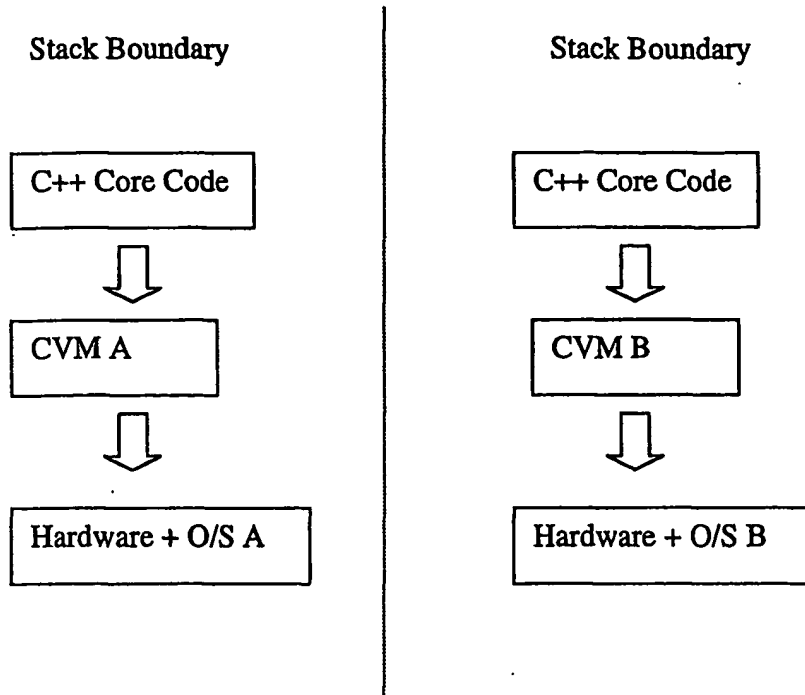 Stack Boundary
C++ Core Code
CVM A
Hardware + O/S A
Stack Boundary
C++ Core Code
CVM B
Hardware + O/S B